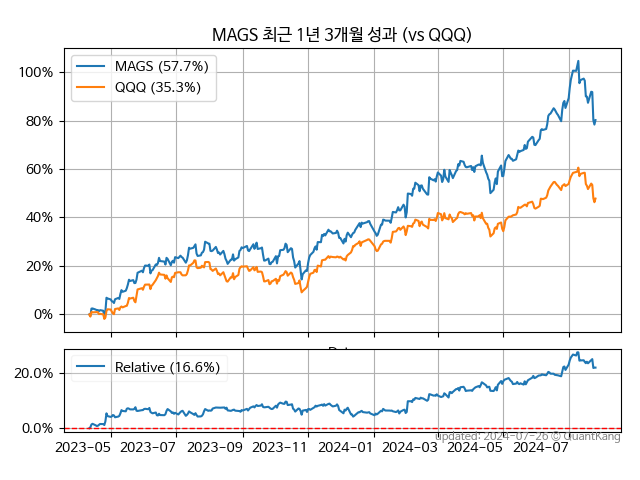 MAGS 최근 1년 3개월 성과 (vs QQQ)
MAGS (57.7%)
QQQ (35.3%)
100%
80%
60%
40%
20%
0%
Relative (16.6%)
20.0%
0.0%
2023-05 2023-07 2023-09 2023-11 2024-01 2024-03 2024-05 2024-07
Updated: 2024-07-26 © QuantKang